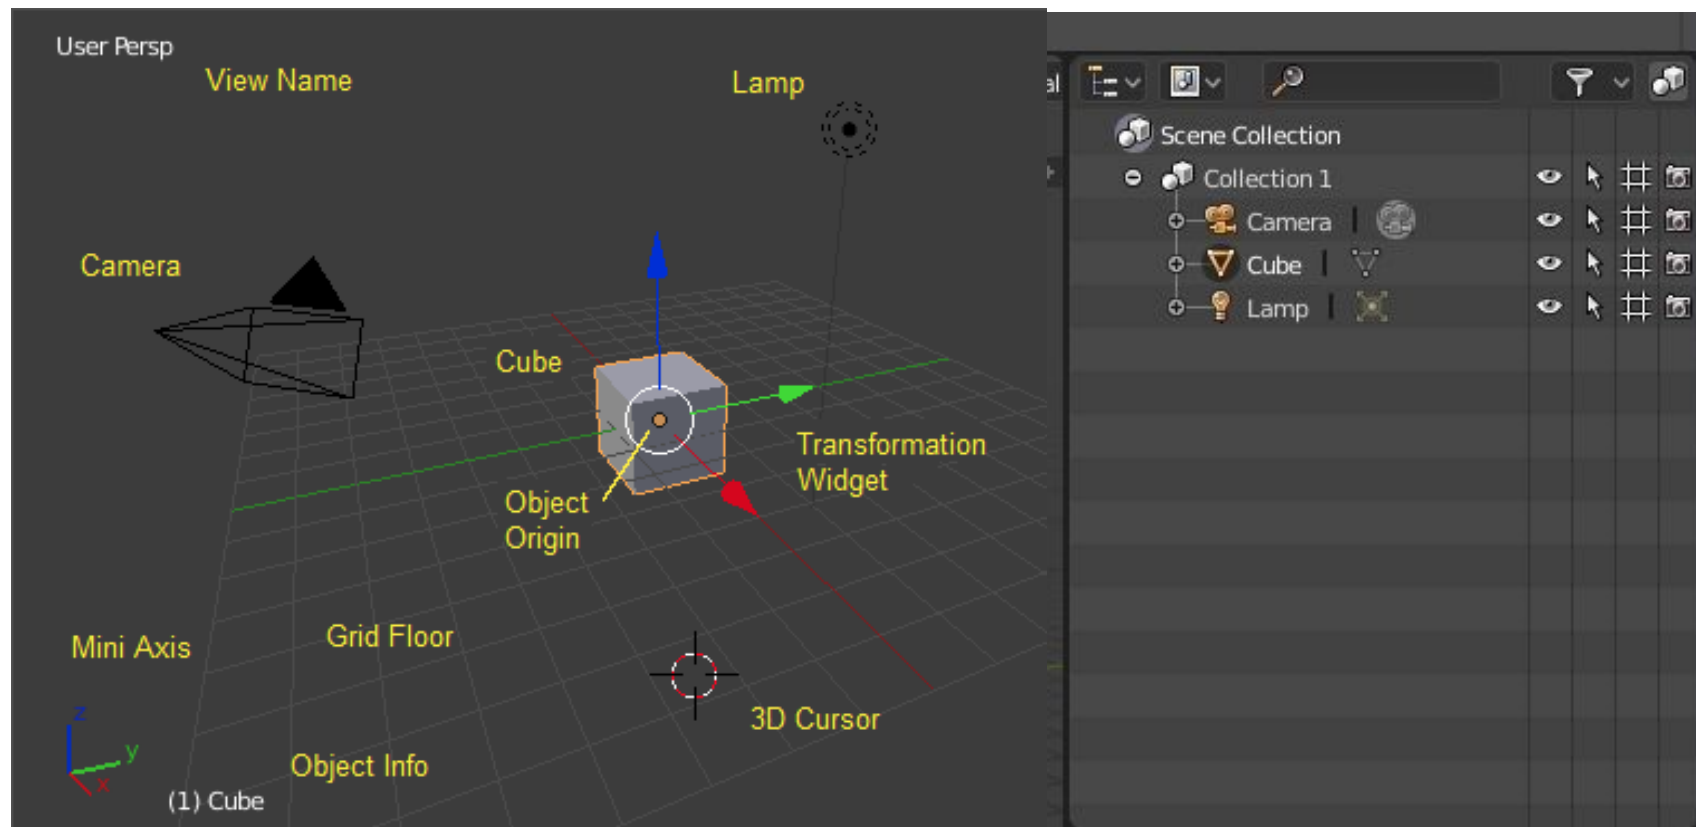 User Persp
View Name
Lamp
Camera
Cube
Transformation
Widget
Object
Origin
Mini Axis
Grid Floor
3D Cursor
z
y
x
Object Info
(1) Cube
al
Scene Collection
Collection 1
Camera
Cube
Lamp